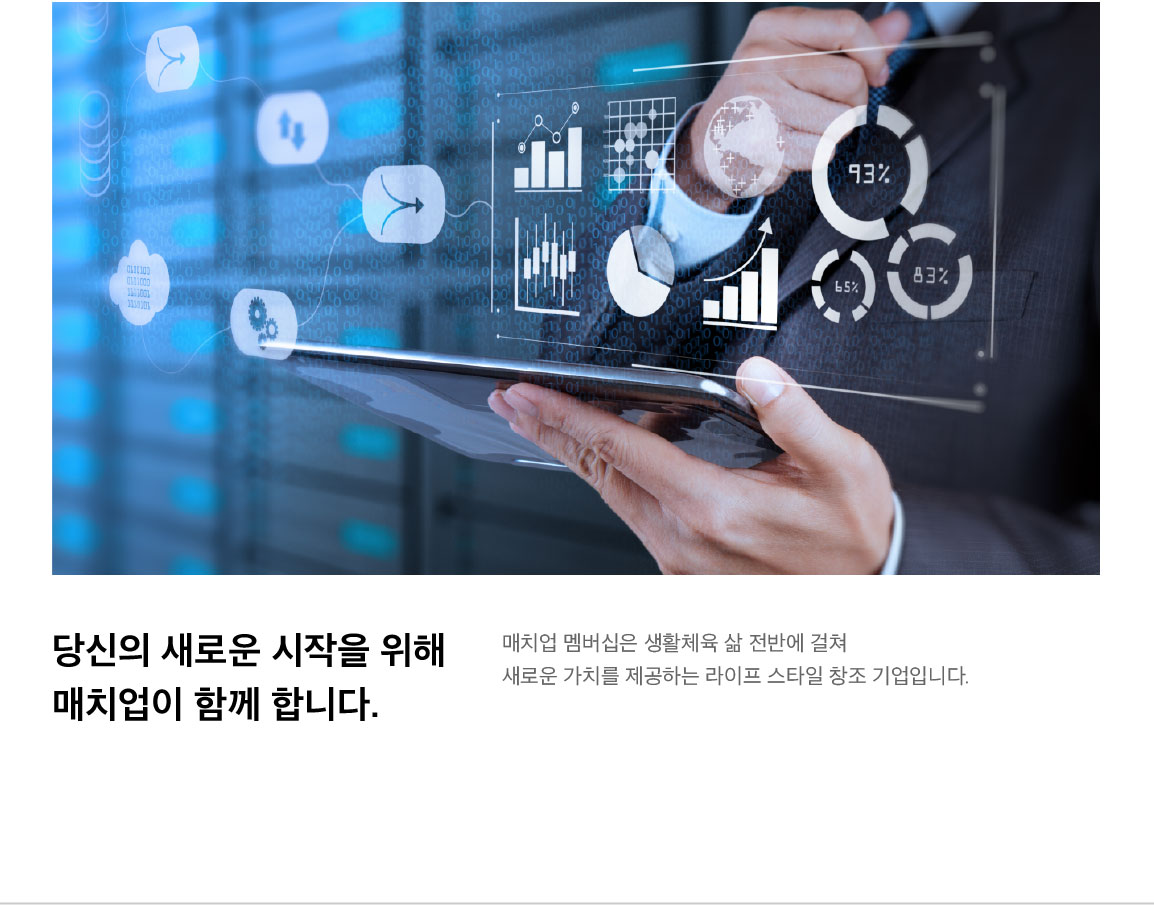 93%
83%
65%
당신의 새로운 시작을 위해
매치업이 함께 합니다.
매치업 멤버십은 생활체육 삶 전반에 걸쳐
새로운 가치를 제공하는 라이프 스타일 창조 기업입니다.